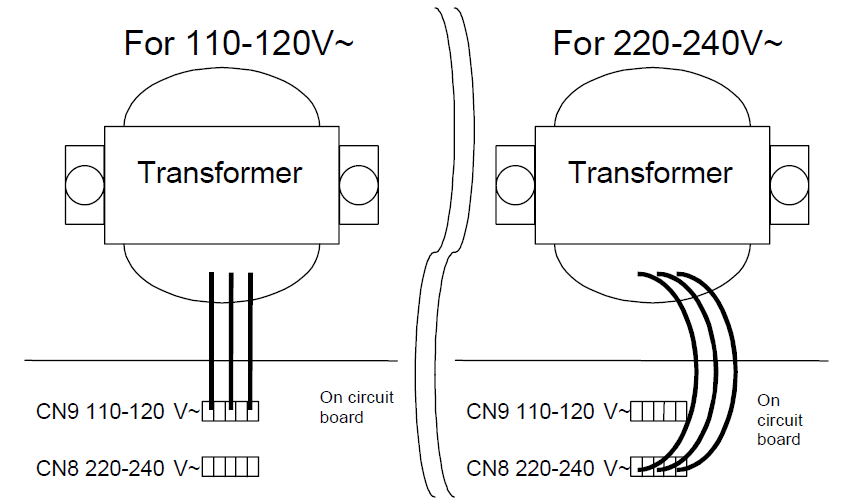 For 110-120V~
Transformer
CN9 110-120 V~
On circuit
board
CN8 220-240 V~
For 220-240V~
Transformer
CN9 110-120 V~
On
circuit
board
CN8 220-240 V~